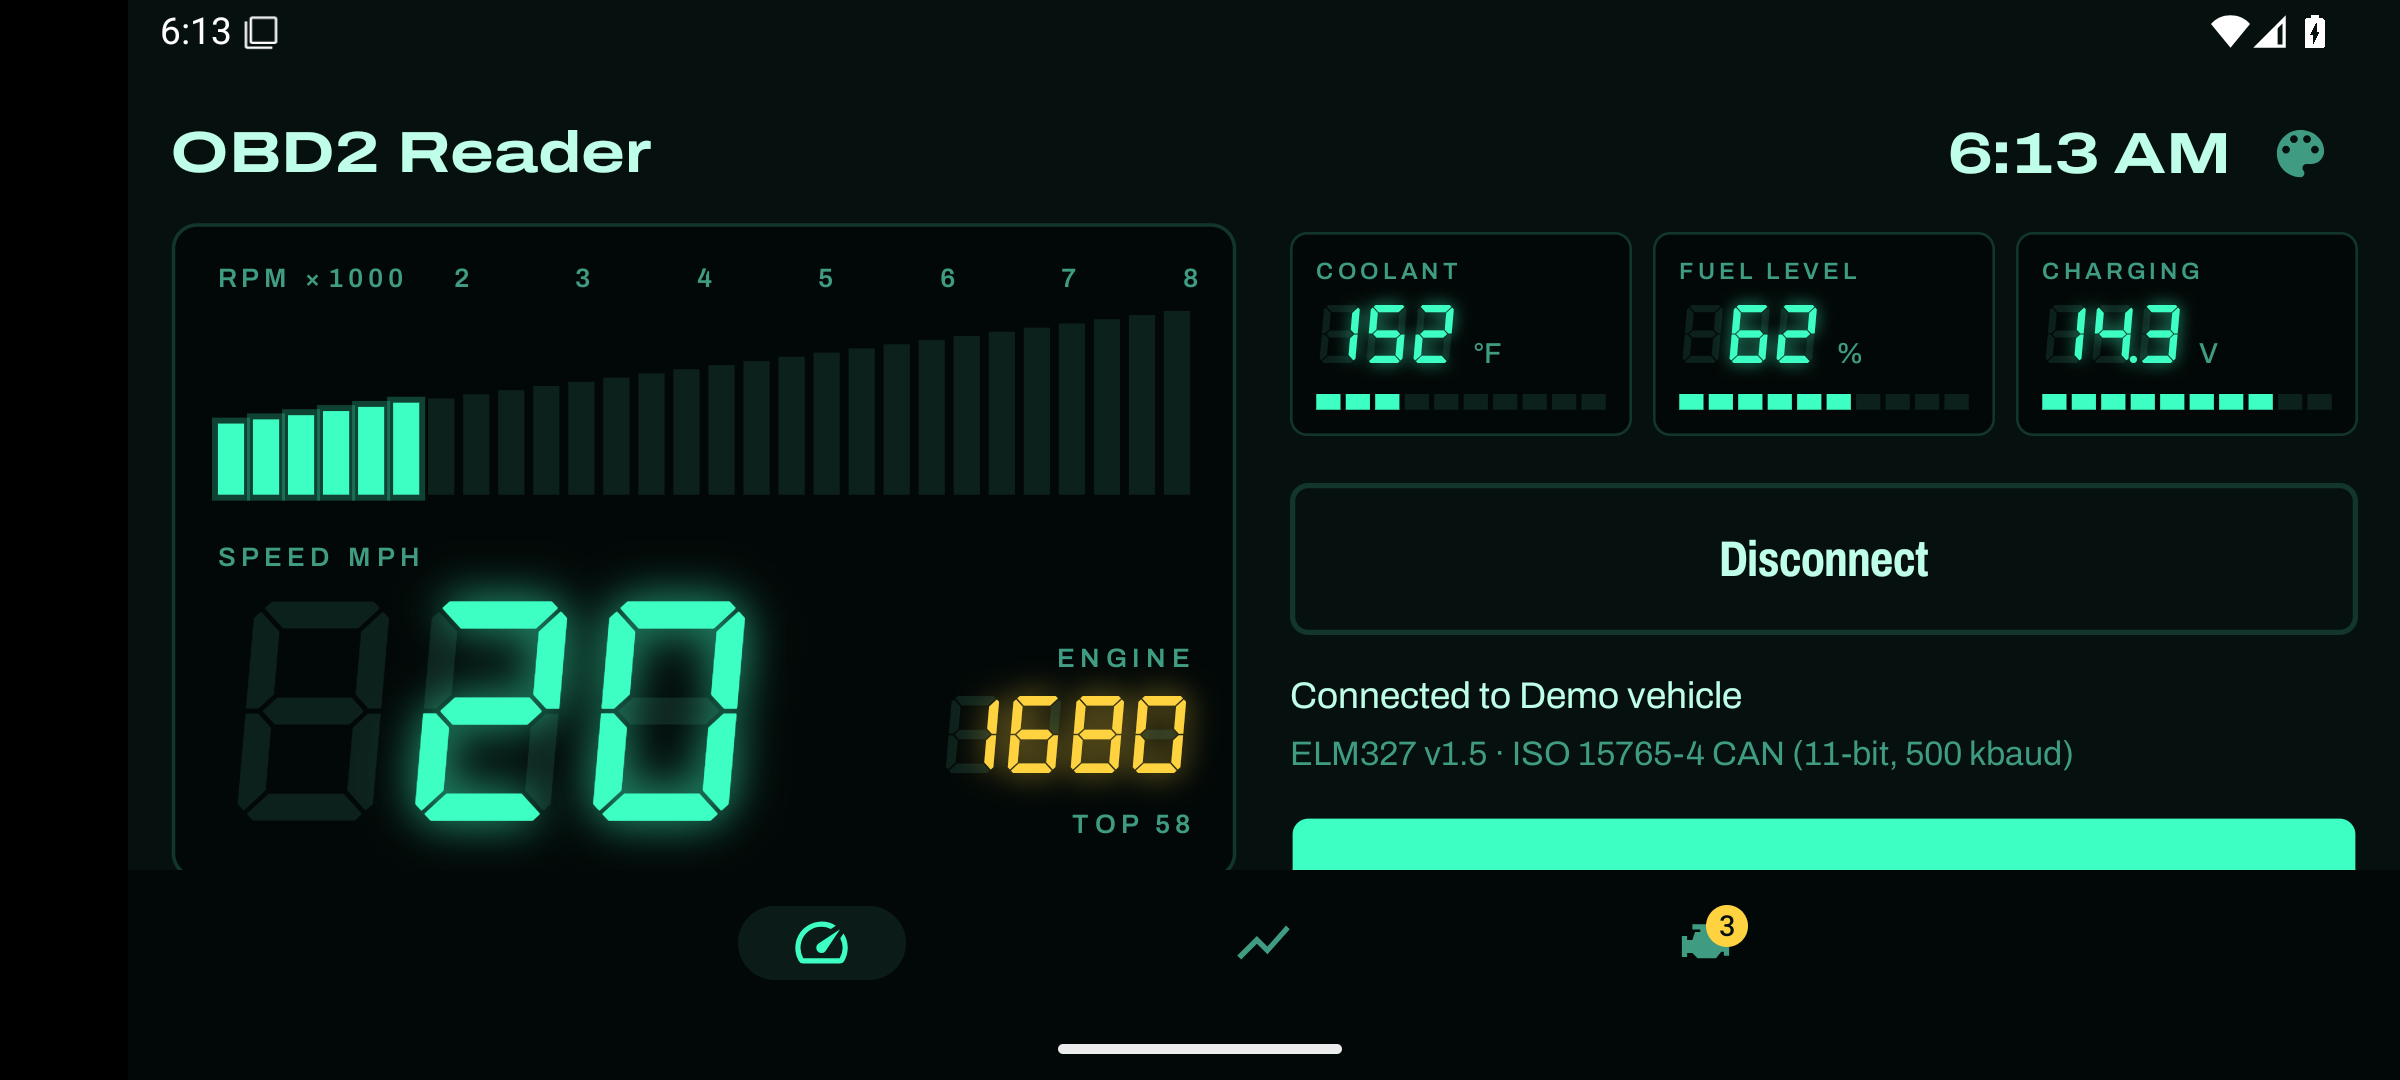 6:13
OBD2 Reader
6:13 AM
RPM ×1000 2 3 4 5 6 7 8
SPEED MPH
20
ENGINE
1680
TOP 58
COOLANT
152 °F
FUEL LEVEL
62 %
CHARGING
14.3 V
Disconnect
Connected to Demo vehicle
ELM327 v1.5 · ISO 15765-4 CAN (11-bit, 500 kbaud)
3